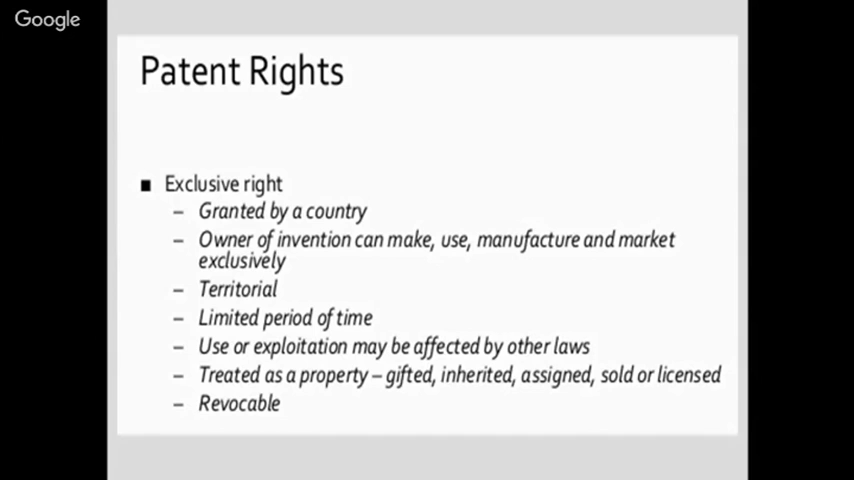 Google
Patent Rights
■ Exclusive right
– Granted by a country
– Owner of invention can make, use, manufacture and market
exclusively
– Territorial
– Limited period of time
– Use or exploitation may be affected by other laws
– Treated as a property – gifted, inherited, assigned, sold or licensed
– Revocable